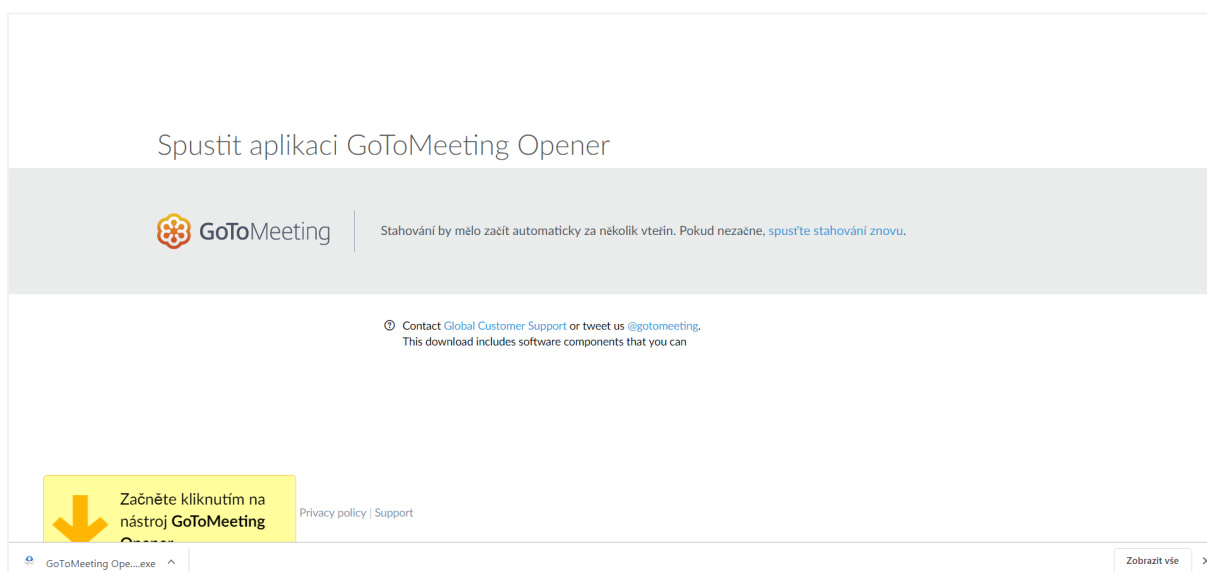 Spustit aplikaci GoToMeeting Opener
GoToMeeting
Stahování by mělo začít automaticky za několik vteřin. Pokud nezačne, spusťte stahování znovu.
Contact Global Customer Support or tweet us @gotomeeting.
This download includes software components that you can
Začněte kliknutím na
nástroj GoToMeeting
Opener
Privacy policy | Support
GoToMeeting Ope....exe
Zobrazit vše